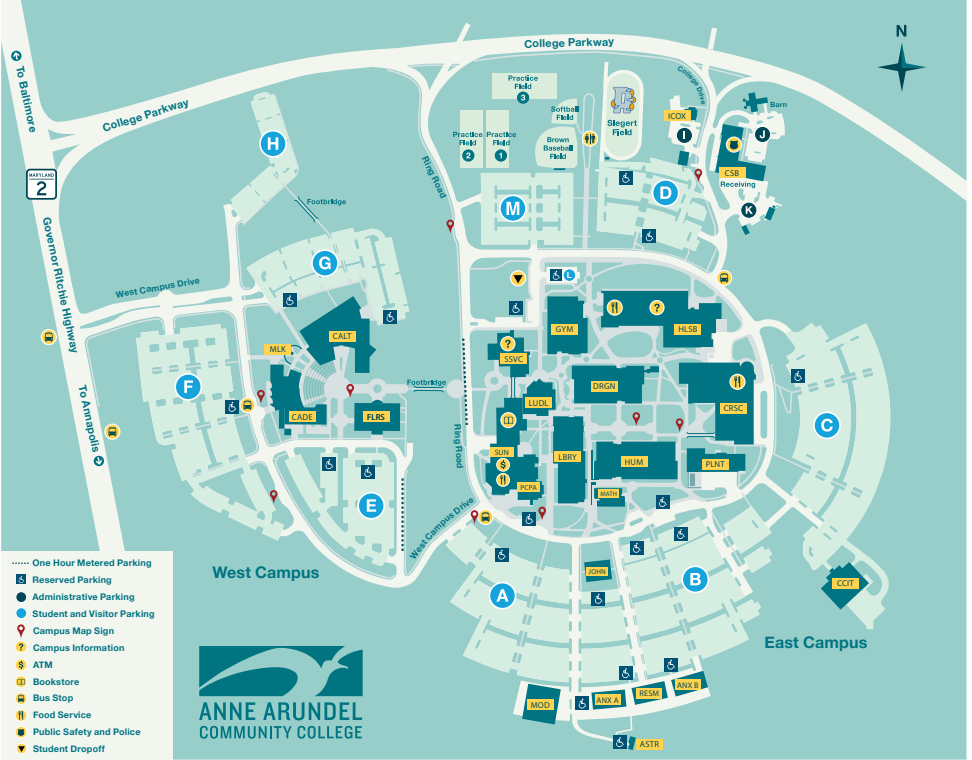 N
College Parkway
College Parkway
To Baltimore
MARYLAND
2
Governor Ritchie Highway
To Annapolis
College Drive
Ring Road
Ring Road
West Campus Drive
West Campus Drive
Footbridge
Footbridge
Practice
Field
3
Practice
Field
2
Practice
Field
1
Softball
Field
Brown
Baseball
Field
Siegert
Field
ICOX
I
Barn
J
CSB
Receiving
K
H
M
D
G
L
F
E
C
A
B
CALT
MLK
CADE
FLRS
GYM
HLSB
?
?
SSVC
LUDL
DRGN
CRSC
SUN
$
PCPA
LBRY
HUM
MATH
PLNT
JOHN
CCIT
MOD
ANX A
RESM
ANX B
ASTR
West Campus
East Campus
One Hour Metered Parking
Reserved Parking
Administrative Parking
Student and Visitor Parking
Campus Map Sign
? Campus Information
$ ATM
Bookstore
Bus Stop
Food Service
Public Safety and Police
Student Dropoff
ANNE ARUNDEL
COMMUNITY COLLEGE